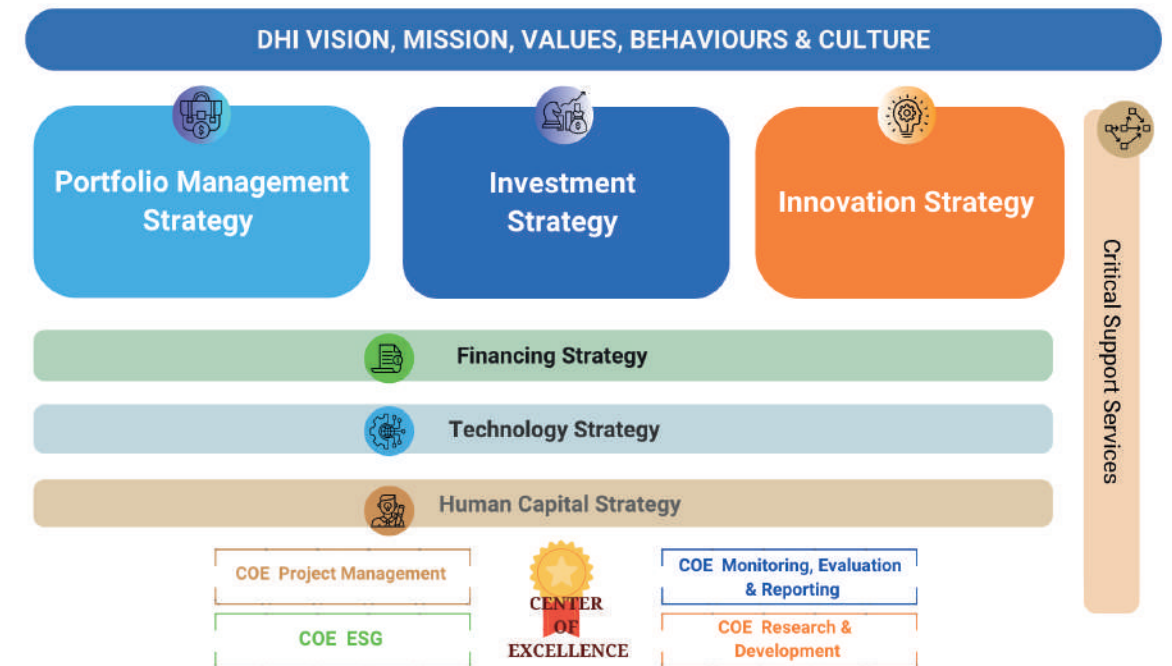 DHI VISION, MISSION, VALUES, BEHAVIOURS & CULTURE
Portfolio Management
Strategy
Investment
Strategy
Innovation Strategy
Critical Support Services
Financing Strategy
Technology Strategy
Human Capital Strategy
COE Project Management
COE ESG
CENTER
OF
EXCELLENCE
COE Monitoring, Evaluation
& Reporting
COE Research &
Development